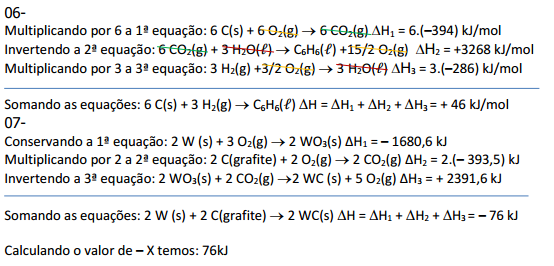 06-
Multiplicando por 6 a 1ª equação: 6 C(s) + 6 O₂(g) → 6 CO₂(g) ΔH₁ = 6.(–394) kJ/mol
Invertendo a 2ª equação: 6 CO₂(g) + 3 H₂O(ℓ) → C₆H₆(ℓ) +15/2 O₂(g) ΔH₂ = +3268 kJ/mol
Multiplicando por 3 a 3ª equação: 3 H₂(g) +3/2 O₂(g) → 3 H₂O(ℓ) ΔH₃ = 3.(–286) kJ/mol
Somando as equações: 6 C(s) + 3 H₂(g) → C₆H₆(ℓ) ΔH = ΔH₁ + ΔH₂ + ΔH₃ = + 46 kJ/mol
07-
Conservando a 1ª equação: 2 W (s) + 3 O₂(g) → 2 WO₃(s) ΔH₁ = – 1680,6 kJ
Multiplicando por 2 a 2ª equação: 2 C(grafite) + 2 O₂(g) → 2 CO₂(g) ΔH₂ = 2.(– 393,5) kJ
Invertendo a 3ª equação: 2 WO₃(s) + 2 CO₂(g) →2 WC (s) + 5 O₂(g) ΔH₃ = + 2391,6 kJ
Somando as equações: 2 W (s) + 2 C(grafite) → 2 WC(s) ΔH = ΔH₁ + ΔH₂ + ΔH₃ = – 76 kJ
Calculando o valor de – X temos: 76kJ